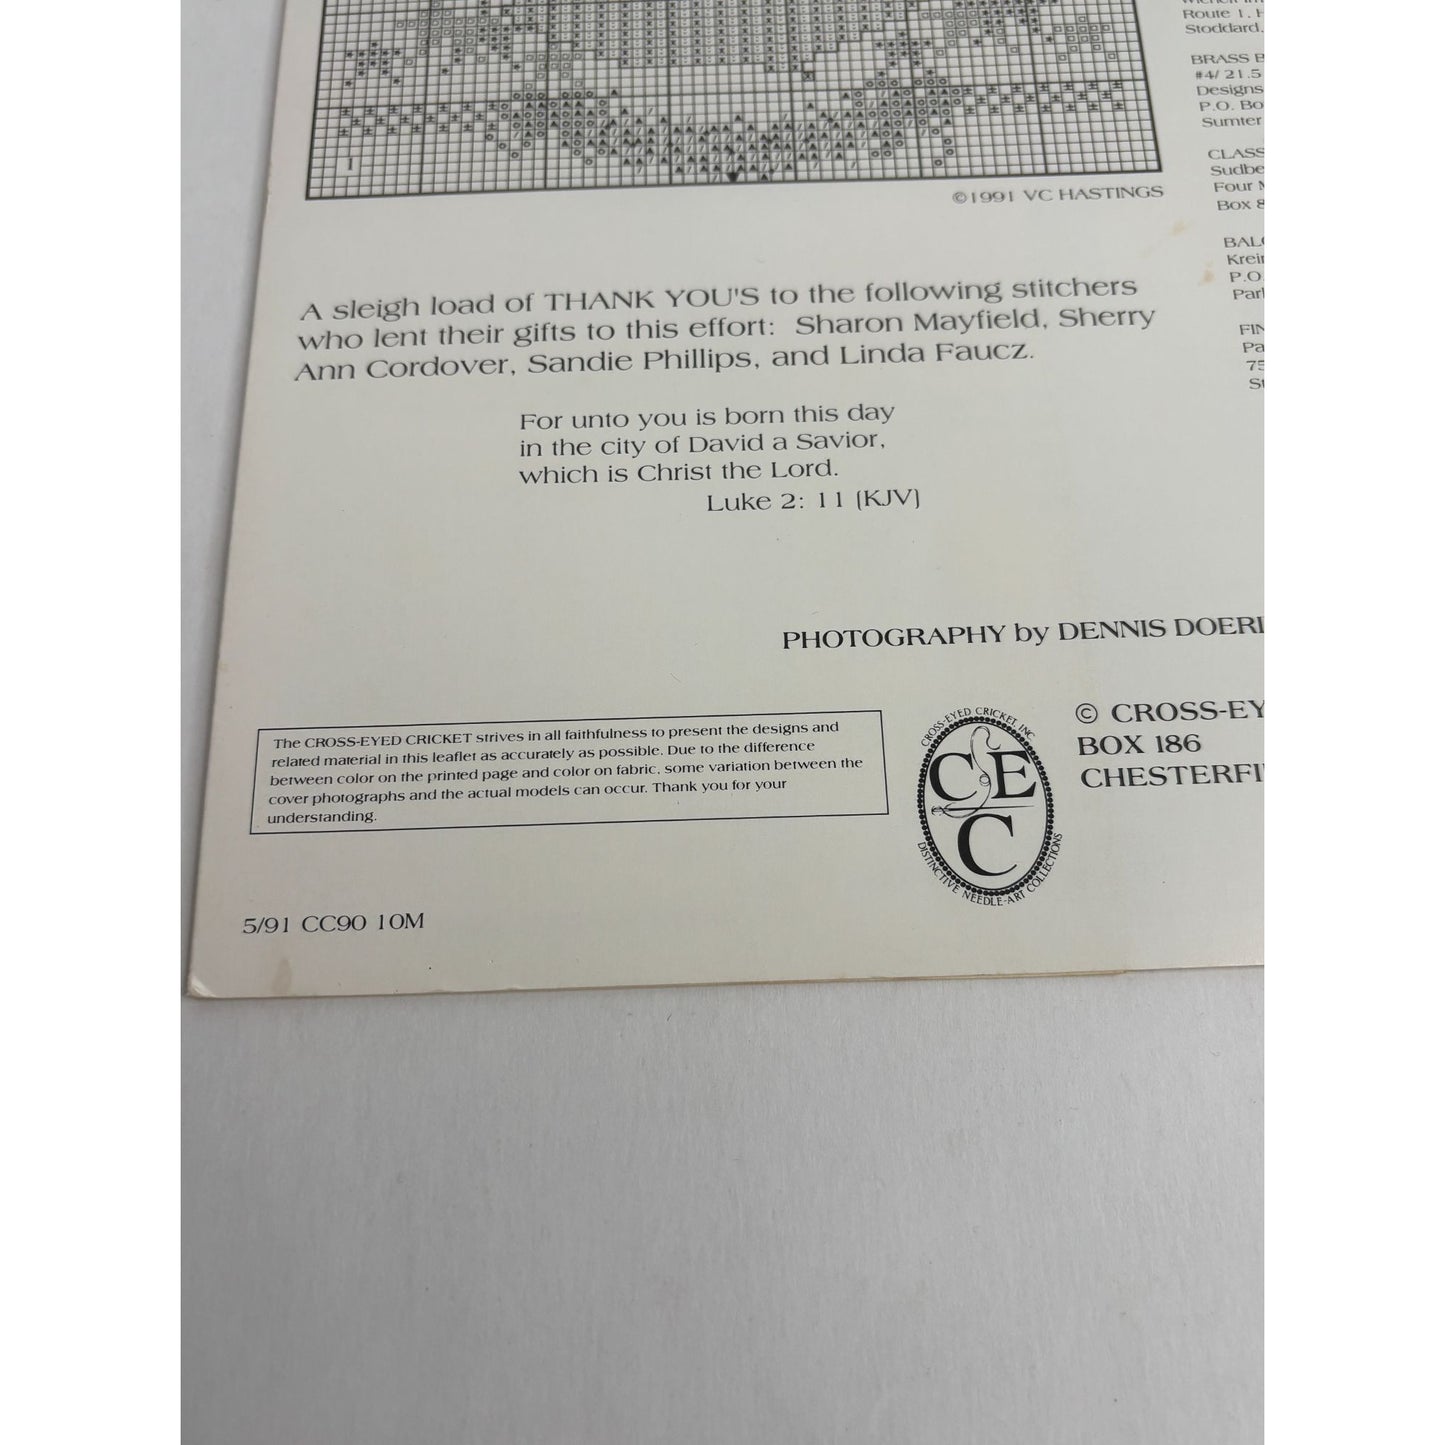 1
©1991 VC HASTINGS
Route 1,
Stoddard,
BRASS
#4/ 21.5
Designs
P.O.
Sumter
CLASS
Four
Box
P.O.
A sleigh load of THANK YOU'S to the following stitchers
who lent their gifts to this effort: Sharon Mayfield, Sherry
Ann Cordover, Sandie Phillips, and Linda Faucz.
For unto you is born this day
in the city of David a Savior,
which is Christ the Lord.
Luke 2: 11 (KJV)
PHOTOGRAPHY by DENNIS
The CROSS-EYED CRICKET strives in all faithfulness to present the designs and
related material in this leaflet as accurately as possible. Due to the difference
between color on the printed page and color on fabric, some variation between the
cover photographs and the actual models can occur. Thank you for your
understanding.
CROSS-EYED CRICKET, INC
CEC
DISTINCTIVE NEEDLE-ART COLLECTIONS
© CROSS-EY
BOX 186
CHESTERFI
5/91 CC90 10M